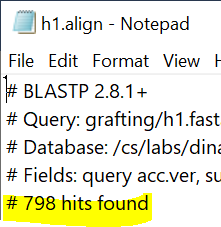 h1.align - Notepad
File Edit Format View H
# BLASTP 2.8.1+
# Query: grafting/h1.fast
# Database: /cs/labs/dina
# Fields: query acc.ver, su
# 798 hits found